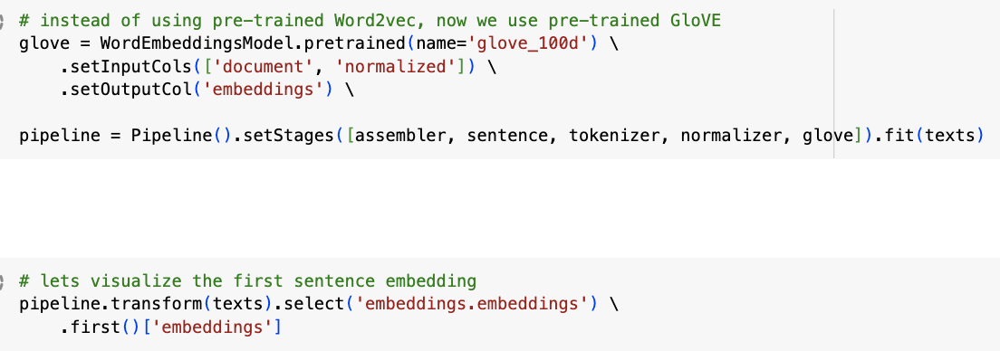 # instead of using pre-trained Word2vec, now we use pre-trained GloVE
glove = WordEmbeddingsModel.pretrained(name='glove_100d') \
    .setInputCols(['document', 'normalized']) \
    .setOutputCol('embeddings') \

pipeline = Pipeline().setStages([assembler, sentence, tokenizer, normalizer, glove]).fit(texts)

# lets visualize the first sentence embedding
pipeline.transform(texts).select('embeddings.embeddings') \
    .first()['embeddings']